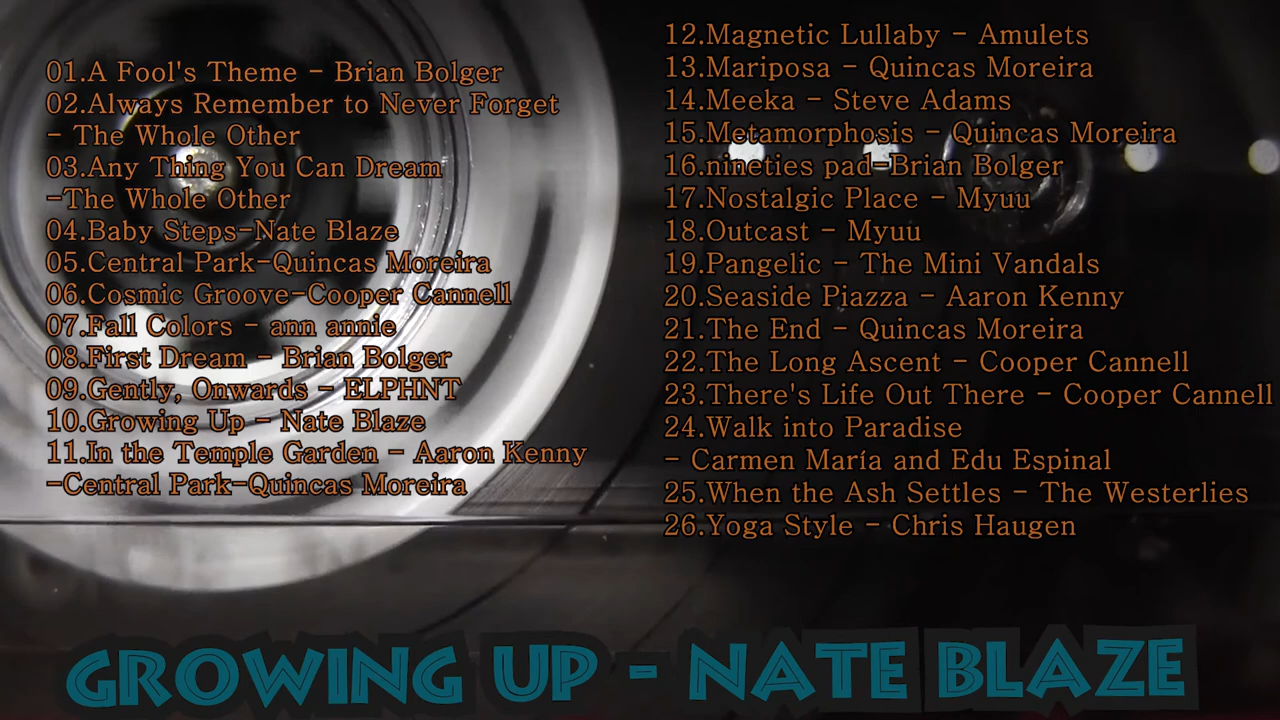 01.A Fool's Theme - Brian Bolger
02.Always Remember to Never Forget
- The Whole Other
03.Any Thing You Can Dream
-The Whole Other
04.Baby Steps-Nate Blaze
05.Central Park-Quincas Moreira
06.Cosmic Groove-Cooper Cannell
07.Fall Colors - ann annie
08.First Dream - Brian Bolger
09.Gently, Onwards - ELPHNT
10.Growing Up - Nate Blaze
11.In the Temple Garden - Aaron Kenny
-Central Park-Quincas Moreira
12.Magnetic Lullaby - Amulets
13.Mariposa - Quincas Moreira
14.Meeka - Steve Adams
15.Metamorphosis - Quincas Moreira
16.nineties pad-Brian Bolger
17.Nostalgic Place - Myuu
18.Outcast - Myuu
19.Pangelic - The Mini Vandals
20.Seaside Piazza - Aaron Kenny
21.The End - Quincas Moreira
22.The Long Ascent - Cooper Cannell
23.There's Life Out There - Cooper Cannell
24.Walk into Paradise
- Carmen María and Edu Espinal
25.When the Ash Settles - The Westerlies
26.Yoga Style - Chris Haugen
GROWING UP - NATE BLAZE